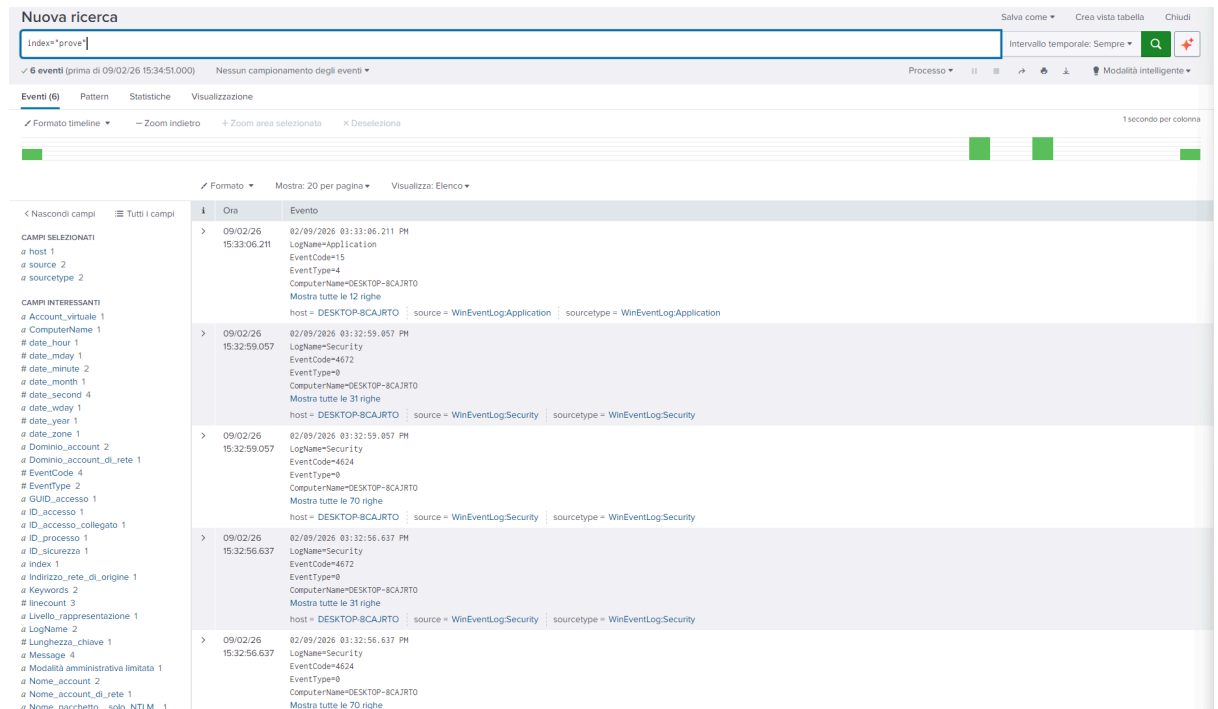 Nuova ricerca
Salva come Crea vista tabella Chiudi
index="prove"
Intervallo temporale: Sempre
6 eventi (prima di 09/02/26 15:34:51.000) Nessun campionamento degli eventi
Processo Modalità intelligente
Eventi (6) Pattern Statistiche Visualizzazione
Formato timeline — Zoom indietro + Zoom area selezionata × Deseleziona
1 secondo per colonna
Formato Mostra: 20 per pagina Visualizza: Elenco
< Nascondi campi Tutti i campi
CAMPI SELEZIONATI
a host 1
a source 2
a sourcetype 2
CAMPI INTERESSANTI
a Account_virtuale 1
a ComputerName 1
# date_hour 1
# date_mday 1
# date_minute 2
a date_month 1
# date_second 4
a date_wday 1
# date_year 1
a date_zone 1
a Dominio_account 2
a Dominio_account_di_rete 1
# EventCode 4
# EventType 2
a GUID_accesso 1
a ID_accesso 1
a ID_accesso_collegato 1
a ID_processo 1
a ID_sicurezza 1
a index 1
a Indirizzo_rete_di_origine 1
a Keywords 2
# linecount 3
a Livello_rappresentazione 1
a LogName 2
# Lunghezza_chiave 1
a Message 4
a Modalità amministrativa limitata 1
a Nome_account 2
a Nome_account_di_rete 1
a Nome_pacchetto__solo_NTLM_ 1
i Ora Evento
> 09/02/26 02/09/2026 03:33:06.211 PM
15:33:06.211 LogName=Application
EventCode=15
EventType=4
ComputerName=DESKTOP-8CAJRTO
Mostra tutte le 12 righe
host = DESKTOP-8CAJRTO source = WinEventLog:Application sourcetype = WinEventLog:Application
> 09/02/26 02/09/2026 03:32:59.057 PM
15:32:59.057 LogName=Security
EventCode=4672
EventType=0
ComputerName=DESKTOP-8CAJRTO
Mostra tutte le 31 righe
host = DESKTOP-8CAJRTO source = WinEventLog:Security sourcetype = WinEventLog:Security
> 09/02/26 02/09/2026 03:32:59.057 PM
15:32:59.057 LogName=Security
EventCode=4624
EventType=0
ComputerName=DESKTOP-8CAJRTO
Mostra tutte le 70 righe
host = DESKTOP-8CAJRTO source = WinEventLog:Security sourcetype = WinEventLog:Security
> 09/02/26 02/09/2026 03:32:56.637 PM
15:32:56.637 LogName=Security
EventCode=4672
EventType=0
ComputerName=DESKTOP-8CAJRTO
Mostra tutte le 31 righe
host = DESKTOP-8CAJRTO source = WinEventLog:Security sourcetype = WinEventLog:Security
> 09/02/26 02/09/2026 03:32:56.637 PM
15:32:56.637 LogName=Security
EventCode=4624
EventType=0
ComputerName=DESKTOP-8CAJRTO
Mostra tutte le 70 righe